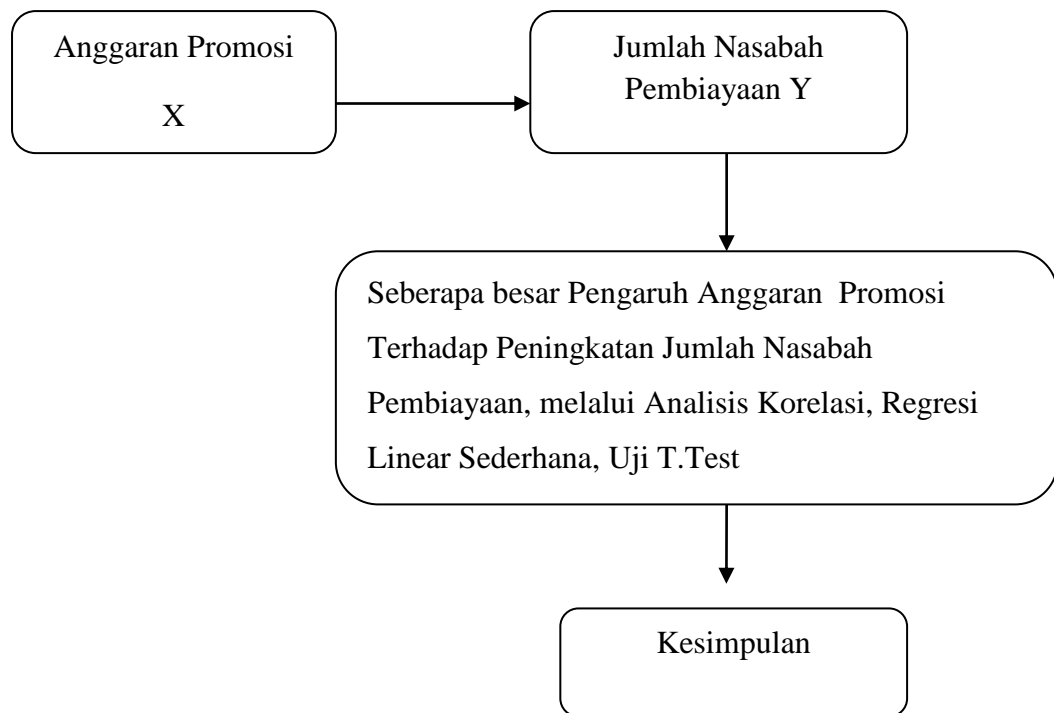 Anggaran Promosi
X
Jumlah Nasabah
Pembiayaan Y
Seberapa besar Pengaruh Anggaran  Promosi
Terhadap Peningkatan Jumlah Nasabah
Pembiayaan, melalui Analisis Korelasi, Regresi
Linear Sederhana, Uji T.Test
Kesimpulan